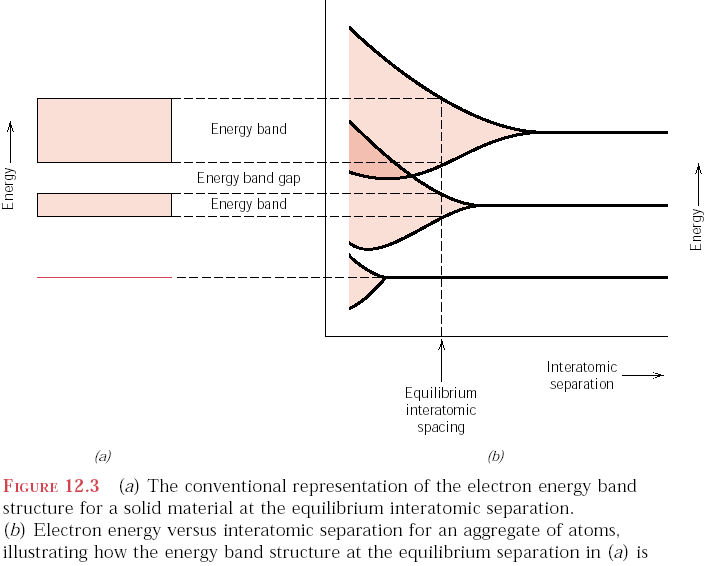 Energy
Energy band
Energy band gap
Energy band
Energy
Interatomic
separation
Equilibrium
interatomic
spacing
(a)
(b)
FIGURE 12.3 (a) The conventional representation of the electron energy band
structure for a solid material at the equilibrium interatomic separation.
(b) Electron energy versus interatomic separation for an aggregate of atoms,
illustrating how the energy band structure at the equilibrium separation in (a) is